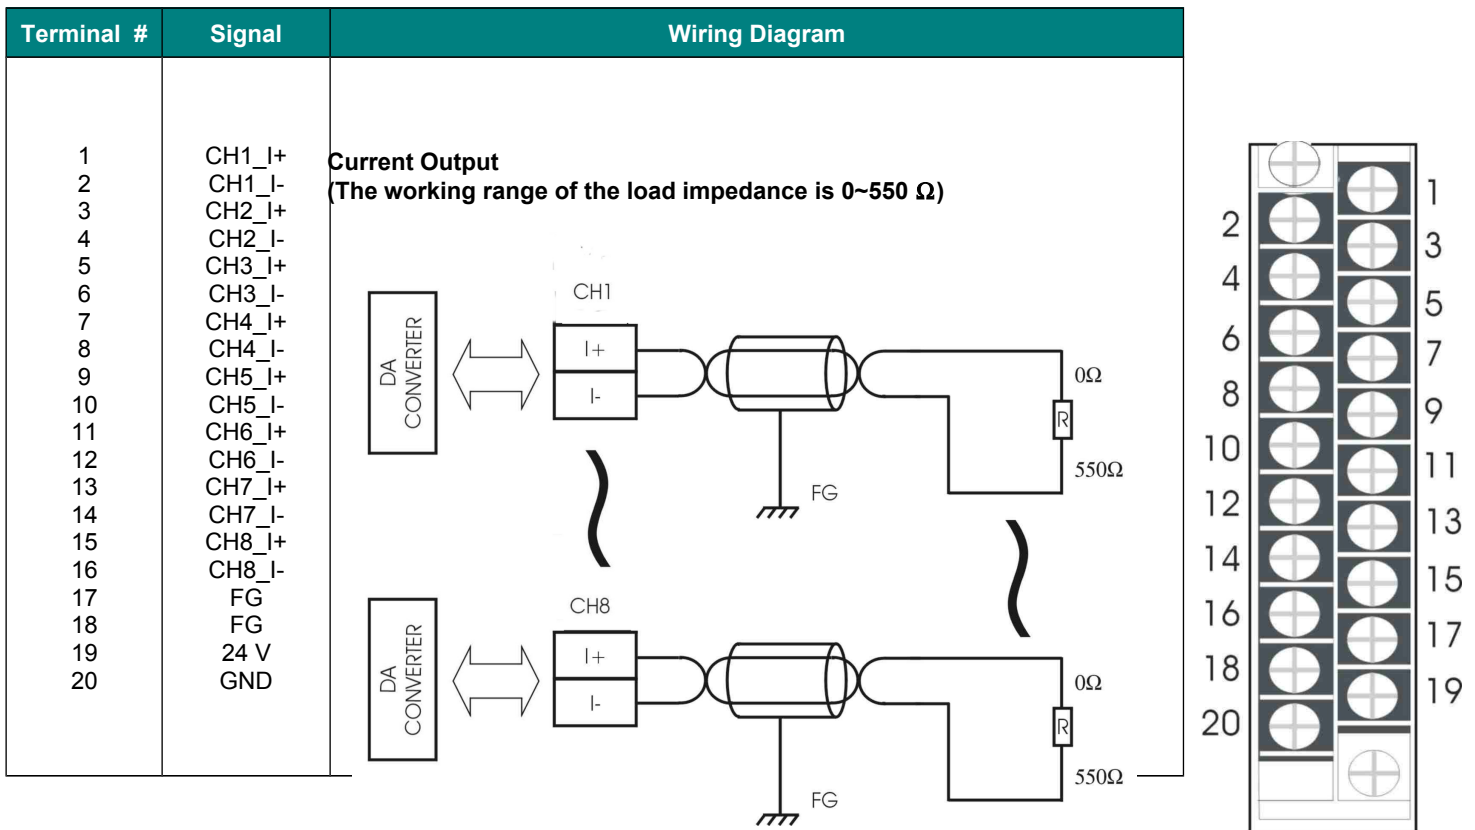 Terminal # Signal Wiring Diagram
1 CH1_I+
2 CH1_I-
3 CH2_I+
4 CH2_I-
5 CH3_I+
6 CH3_I-
7 CH4_I+
8 CH4_I-
9 CH5_I+
10 CH5_I-
11 CH6_I+
12 CH6_I-
13 CH7_I+
14 CH7_I-
15 CH8_I+
16 CH8_I-
17 FG
18 FG
19 24 V
20 GND
Current Output
(The working range of the load impedance is 0~550 Ω)
CH1
DA
CONVERTER
I+
I-
0Ω
R
550Ω
FG
CH8
DA
CONVERTER
I+
I-
0Ω
R
550Ω
FG
1
2
3
4
5
6
7
8
9
10
11
12
13
14
15
16
17
18
19
20